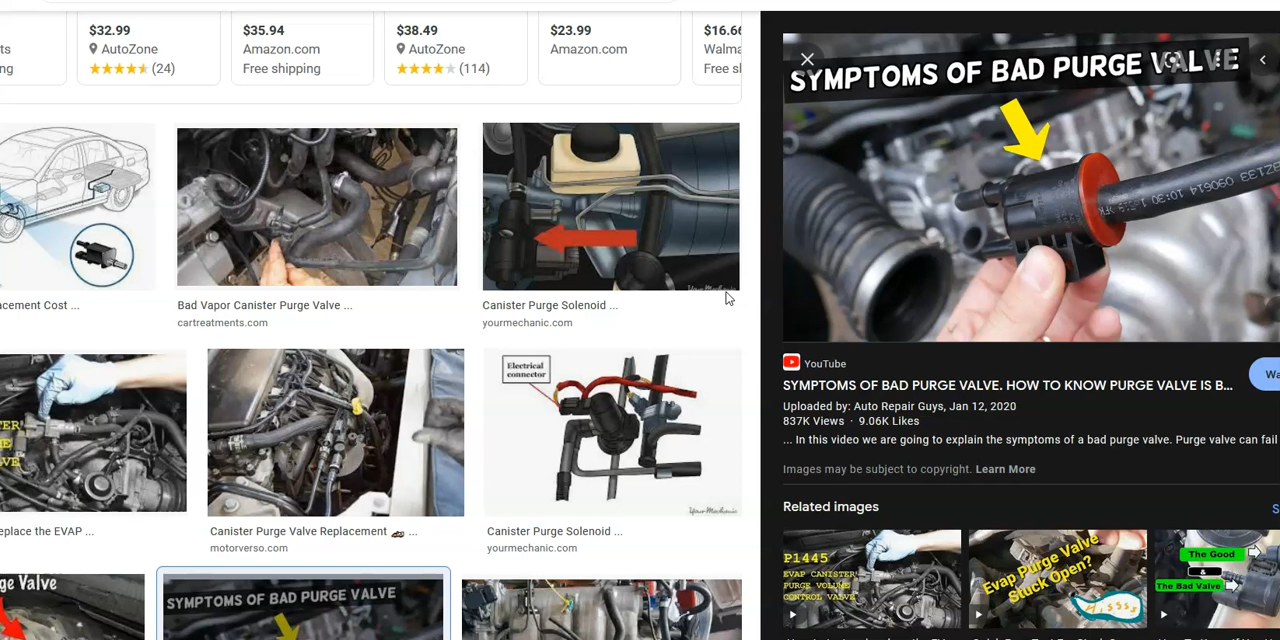 $32.99
AutoZone
(24)
$35.94
Amazon.com
Free shipping
$38.49
AutoZone
(114)
$23.99
Amazon.com
acement Cost ...
Bad Vapor Canister Purge Valve ...
cartreatments.com
YourMechanic
Canister Purge Solenoid ...
yourmechanic.com
eplace the EVAP ...
Canister Purge Valve Replacement ...
motorverso.com
Electrical
connector
YourMechanic
Canister Purge Solenoid ...
yourmechanic.com
ge Valve
SYMPTOMS OF BAD PURGE VALVE
SYMPTOMS OF BAD PURGE VALVE
YouTube
SYMPTOMS OF BAD PURGE VALVE. HOW TO KNOW PURGE VALVE IS B...
Uploaded by: Auto Repair Guys, Jan 12, 2020
837K Views · 9.06K Likes
... In this video we are going to explain the symptoms of a bad purge valve. Purge valve can fail
Images may be subject to copyright. Learn More
Related images
P1445
EVAP CANISTER
PURGE VOLUME
CONTROL VALVE
Evap Purge Valve
Stuck Open?
The Good
&
The Bad Valve